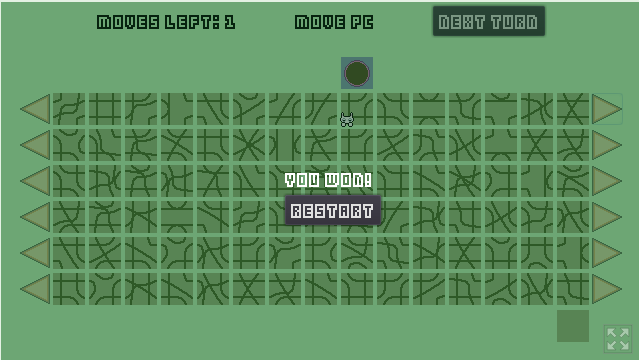 MOVES LEFT: 1
MOVE PC
NEXT TURN
YOU WON!
RESTART